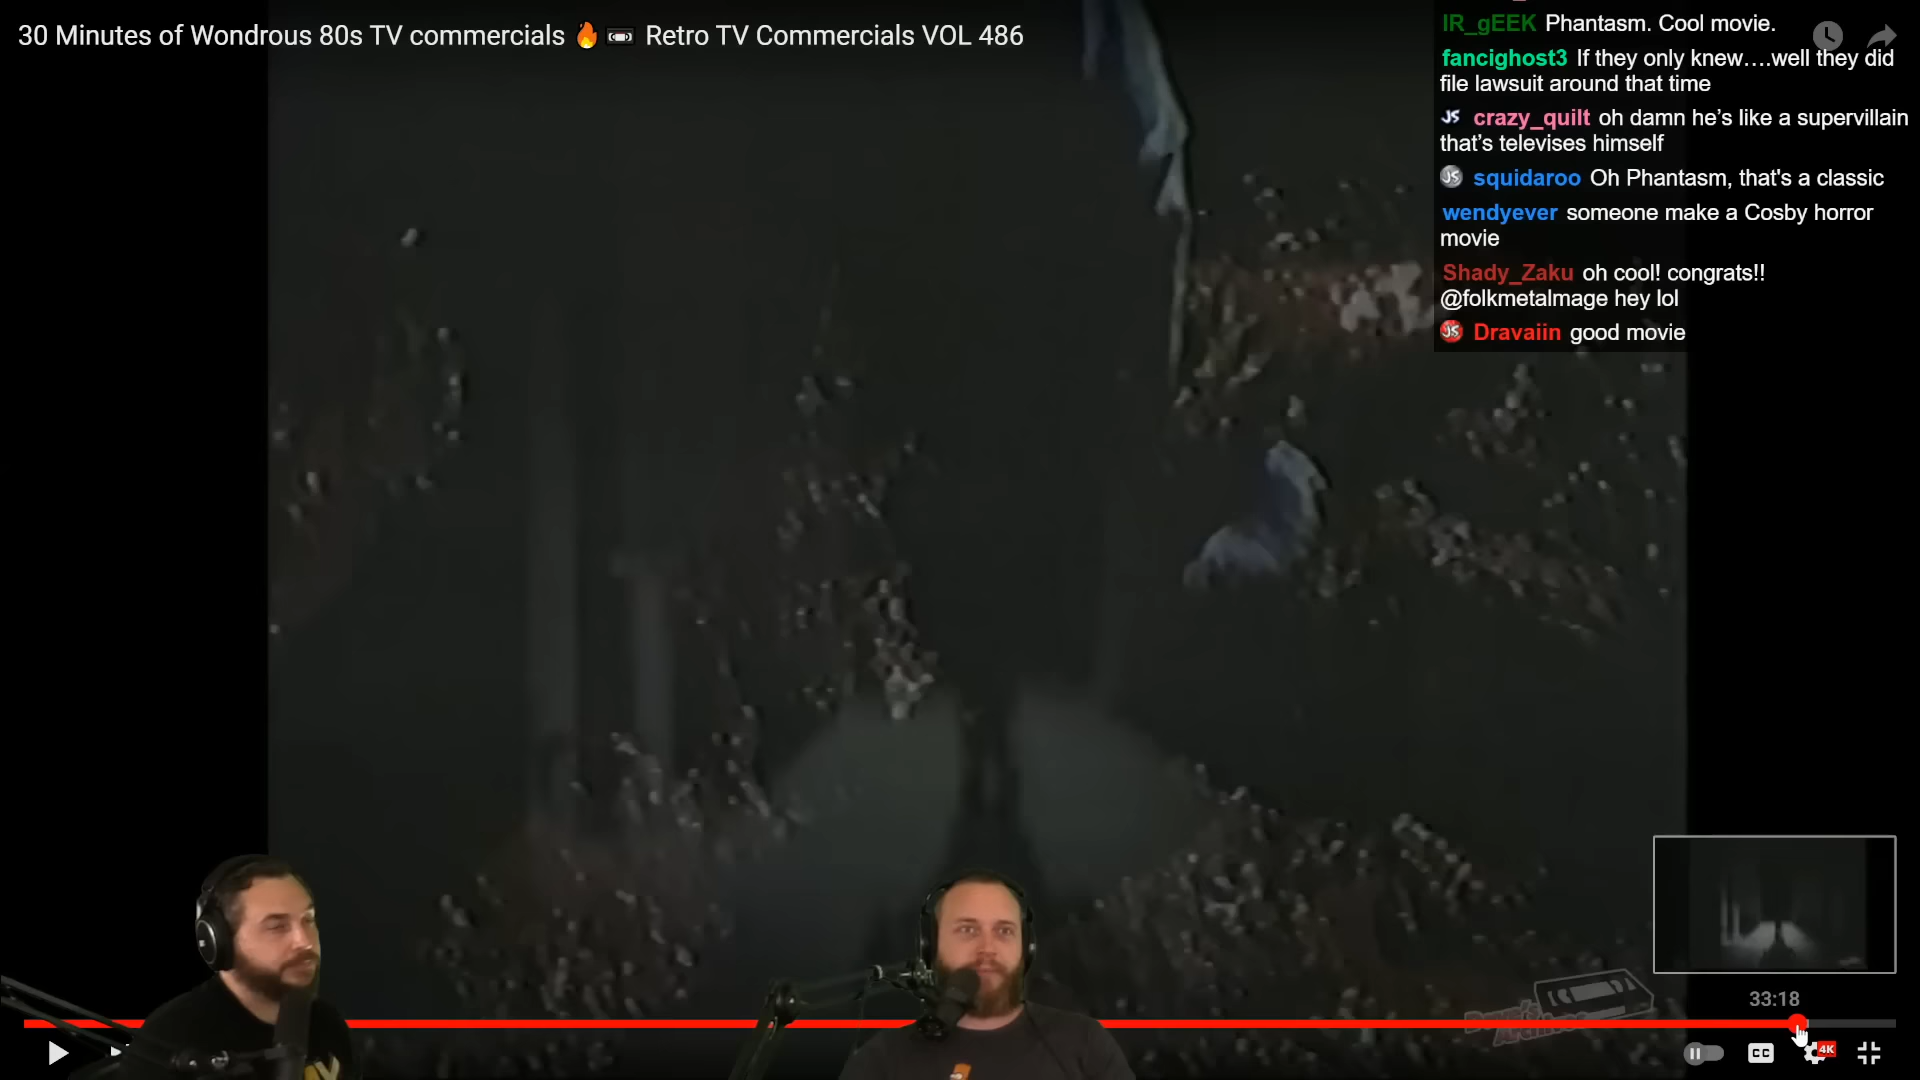 30 Minutes of Wondrous 80s TV commercials 🔥📼 Retro TV Commercials VOL 486
IR_gEEK Phantasm. Cool movie.
fancighost3 If they only knew….well they did
file lawsuit around that time
crazy_quilt oh damn he’s like a supervillain
that’s televises himself
squidaroo Oh Phantasm, that's a classic
wendyever someone make a Cosby horror
movie
Shady_Zaku oh cool! congrats!!
@folkmetalmage hey lol
Dravaiin good movie
33:18
CC
4K